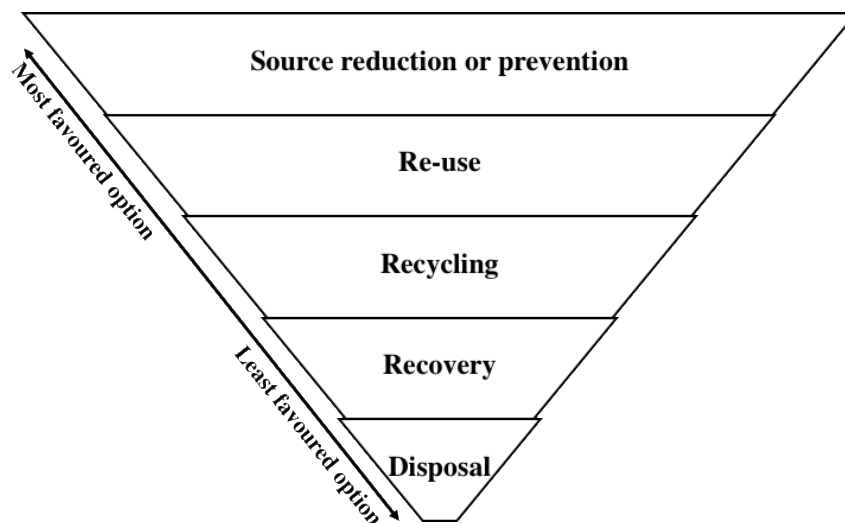 Source reduction or prevention
Most favoured option
Re-use
Recycling
Recovery
Least favoured option
Disposal